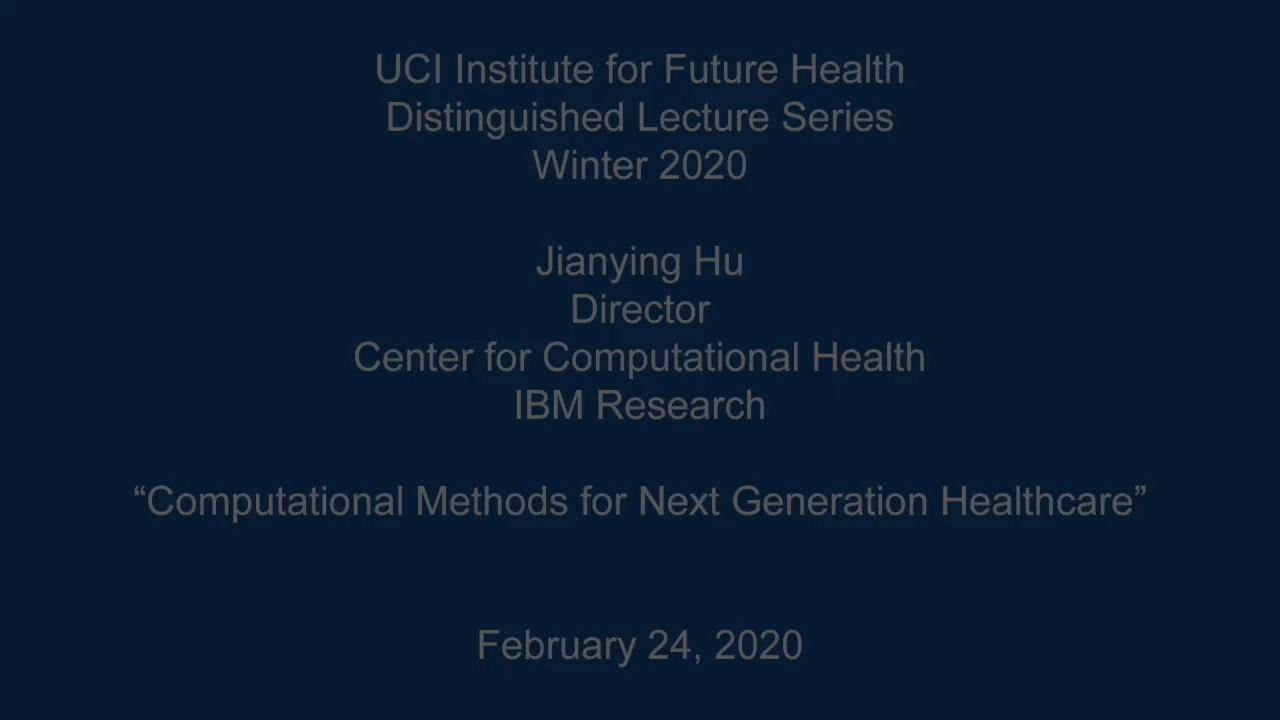 UCI Institute for Future Health
Distinguished Lecture Series
Winter 2020
Jianying Hu
Director
Center for Computational Health
IBM Research
“Computational Methods for Next Generation Healthcare”
February 24, 2020